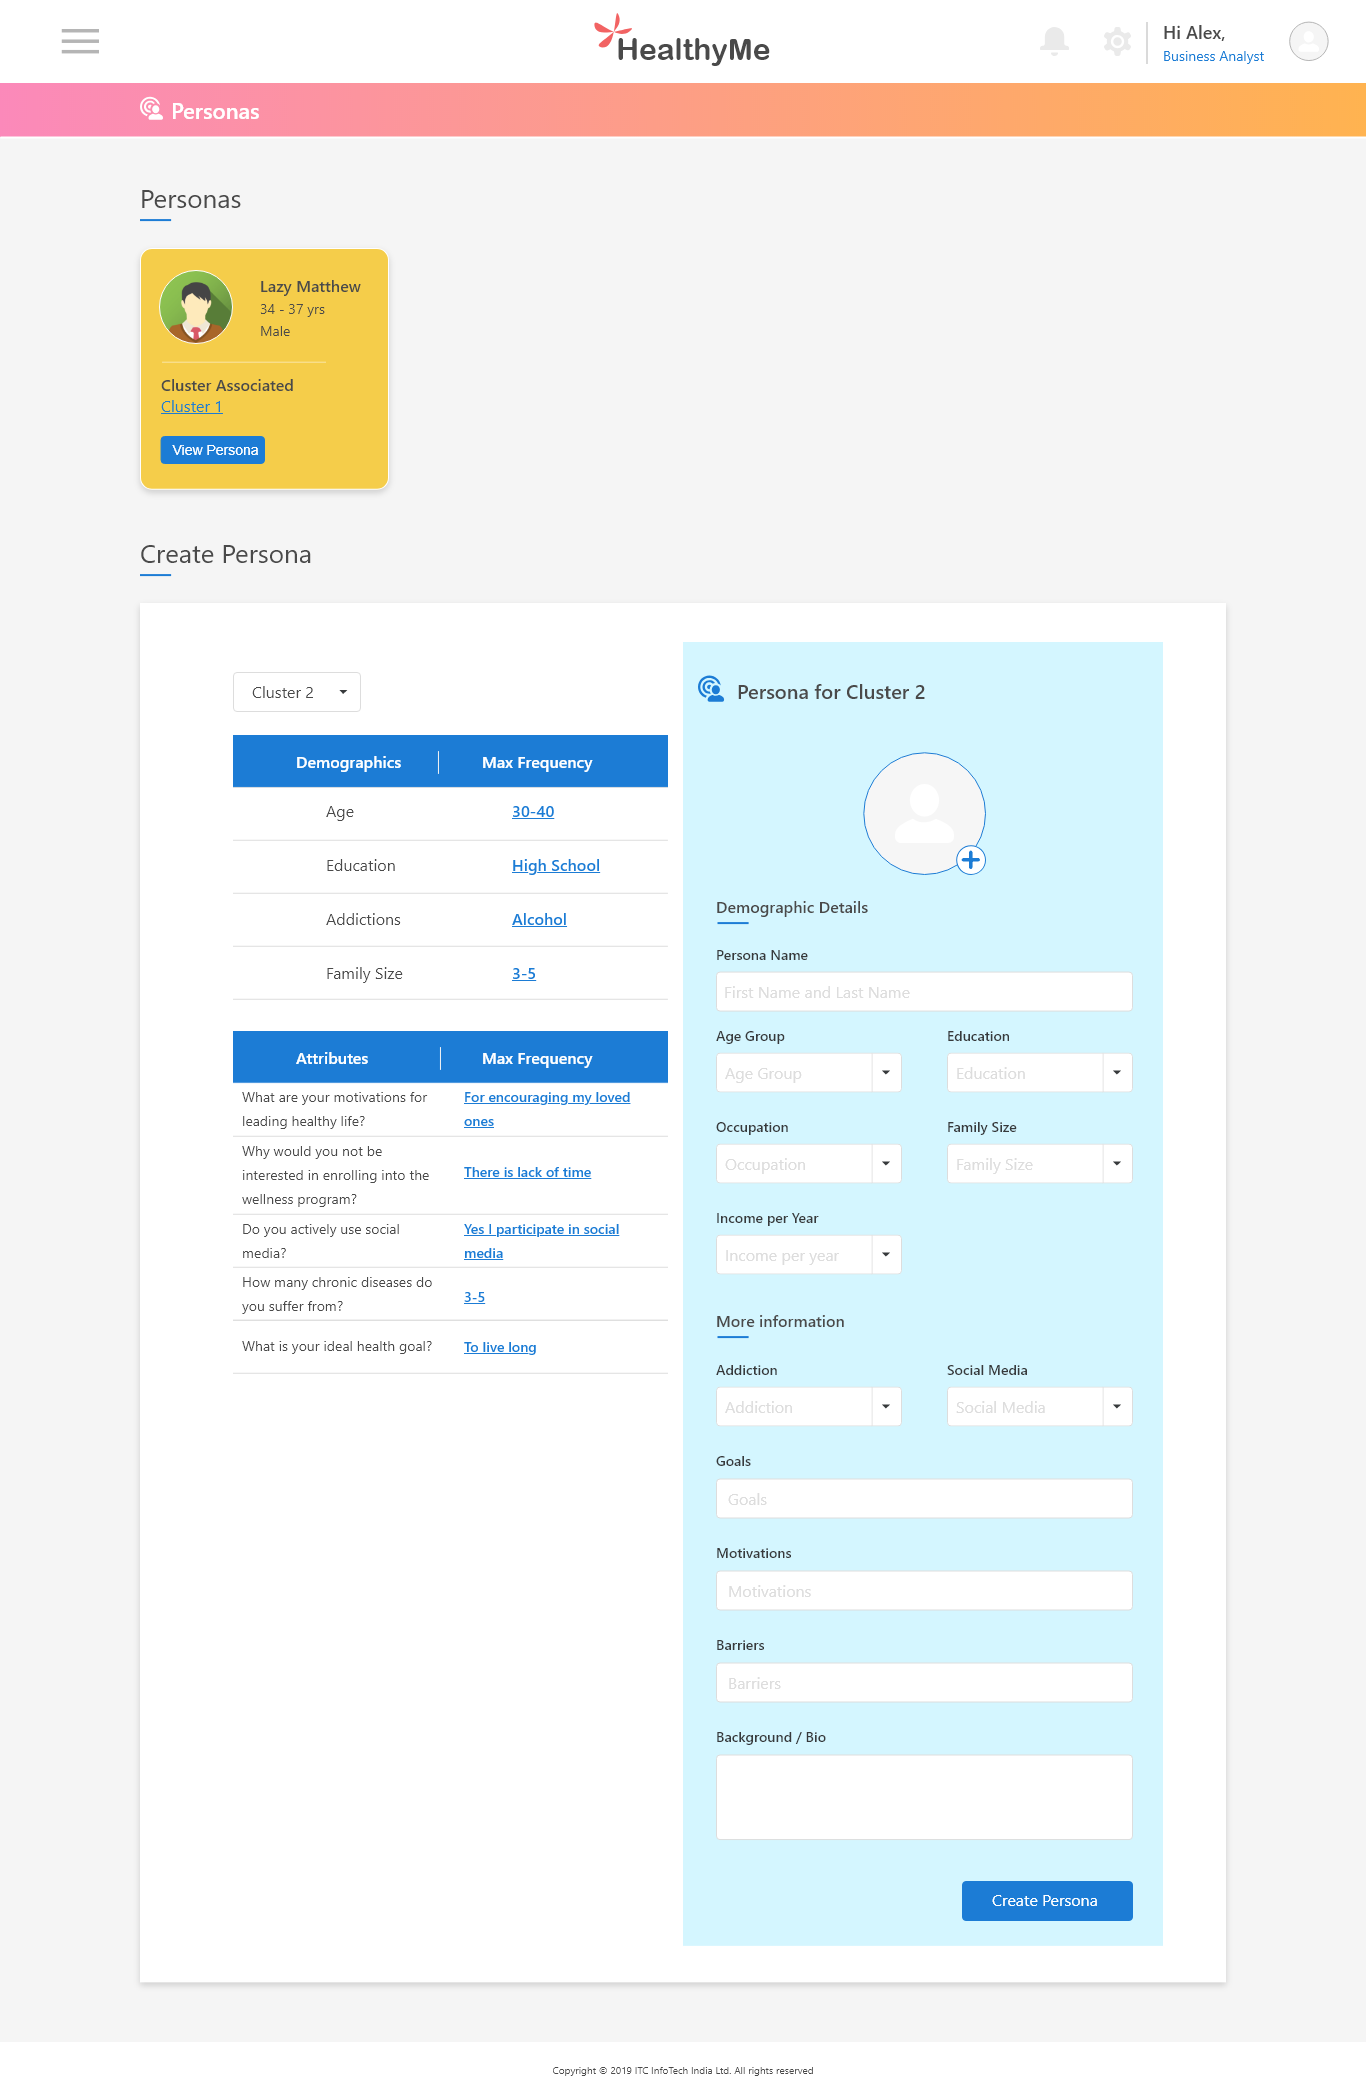 HealthyMe
Hi Alex,
Business Analyst
Personas
Personas
Lazy Matthew
34 - 37 yrs
Male
Cluster Associated
Cluster 1
View Persona
Create Persona
Cluster 2
Demographics
Max Frequency
Age
30-40
Education
High School
Addictions
Alcohol
Family Size
3-5
Attributes
Max Frequency
What are your motivations for
leading healthy life?
For encouraging my loved
ones
Why would you not be
interested in enrolling into the
wellness program?
There is lack of time
Do you actively use social
media?
Yes I participate in social
media
How many chronic diseases do
you suffer from?
3-5
What is your ideal health goal?
To live long
Persona for Cluster 2
Demographic Details
Persona Name
First Name and Last Name
Age Group
Education
Age Group
Education
Occupation
Family Size
Occupation
Family Size
Income per Year
Income per year
More information
Addiction
Social Media
Addiction
Social Media
Goals
Goals
Motivations
Motivations
Barriers
Barriers
Background / Bio
Create Persona
Copyright © 2019 ITC InfoTech India Ltd. All rights reserved